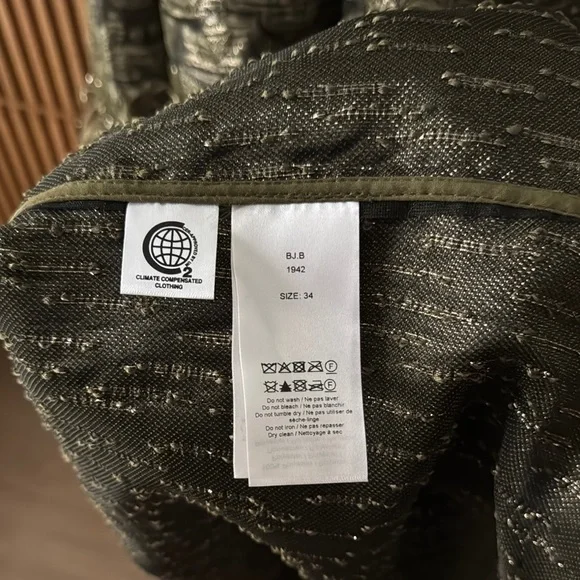 2
CLIMATE COMPENSATED
CLOTHING
BJ.B
1942
SIZE: 34
F
F
Do not wash / Ne pas laver
Do not bleach / Ne pas blanchir
Do not tumble dry / Ne pas utiliser de
sèche-linge
Do not iron / Ne pas repasser
Dry clean / Nettoyage à sec